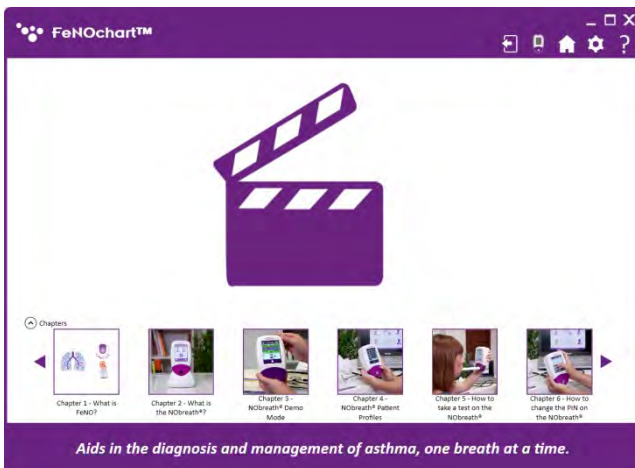 FeNOchart™
Chapters
Chapter 1 - What is
FeNO?
Chapter 2 - What is
the NObreath®?
Chapter 3 -
NObreath® Demo
Mode
Chapter 4 -
NObreath® Patient
Profiles
Chapter 5 - How to
take a test on the
NObreath®
Chapter 6 - How to
change the PIN on
the NObreath®
Aids in the diagnosis and management of asthma, one breath at a time.